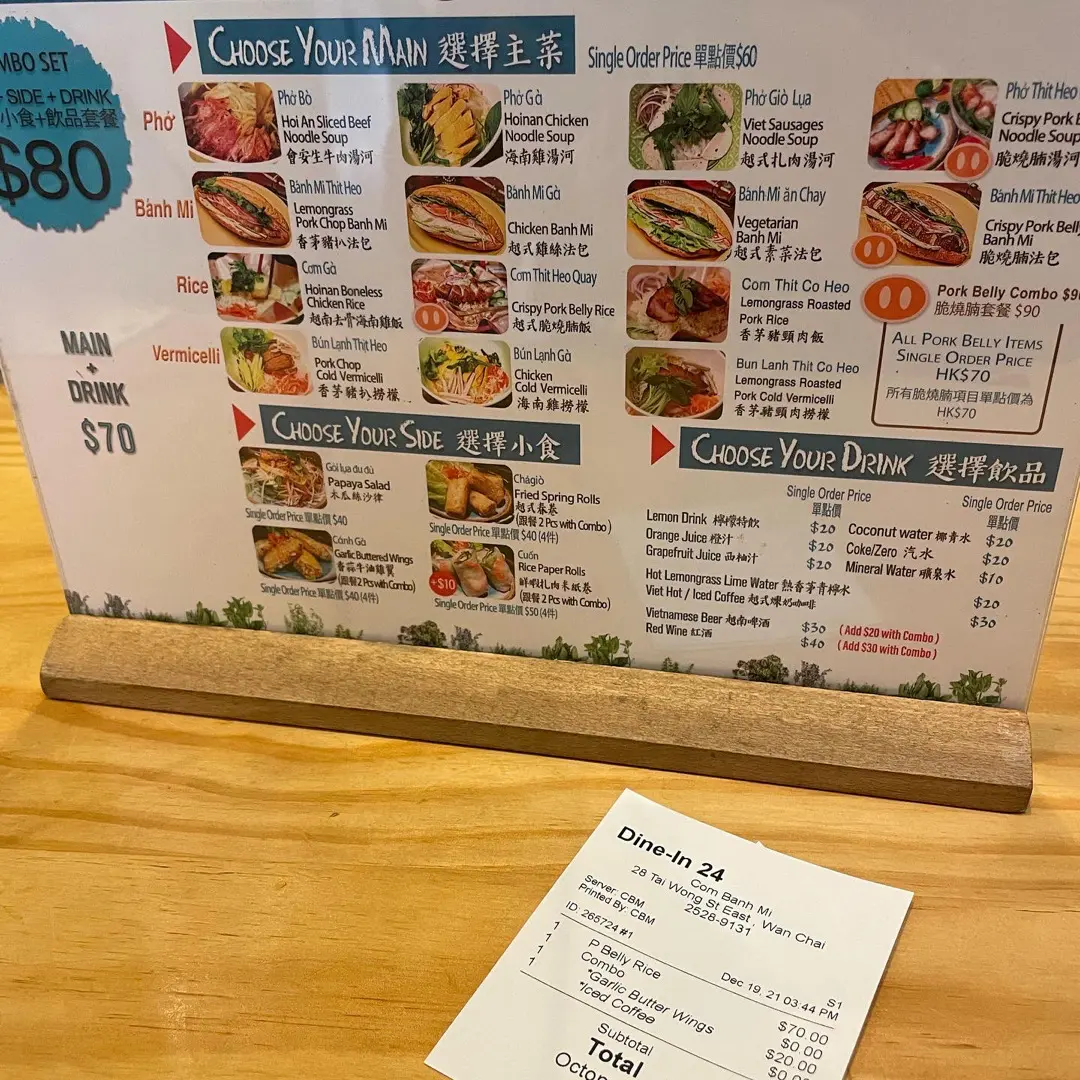 CHOOSE YOUR MAIN 選擇主菜
Single Order Price 單點價$60
MBO SET
SIDE + DRINK
小食+飲品套餐
$80
Phở
Phở Bò
Hoi An Sliced Beef
Noodle Soup
會安生牛肉湯河
Phở Gà
Hoinan Chicken
Noodle Soup
海南雞湯河
Phở Giò Lụa
Viet Sausages
Noodle Soup
越式扎肉湯河
Phở Thịt Heo
Crispy Pork B
Noodle Soup
脆燒腩湯河
Bánh Mì
Bánh Mì Thịt Heo
Lemongrass
Pork Chop Banh Mi
香茅豬扒法包
Bánh Mì Gà
Chicken Banh Mi
越式雞絲法包
Bánh Mì ăn Chay
Vegetarian
Banh Mi
越式素菜法包
Bánh Mì Thịt Heo
Crispy Pork Belly
Banh Mi
脆燒腩法包
Rice
Cơm Gà
Hoinan Boneless
Chicken Rice
越南去骨海南雞飯
Cơm Thịt Heo Quay
Crispy Pork Belly Rice
越式脆燒腩飯
Com Thit Co Heo
Lemongrass Roasted
Pork Rice
香茅豬頸肉飯
Pork Belly Combo $90
脆燒腩套餐 $90
ALL PORK BELLY ITEMS
SINGLE ORDER PRICE
HK$70
所有脆燒腩項目單點價為
HK$70
Vermicelli
Bún Lạnh Thịt Heo
Pork Chop
Cold Vermicelli
香茅豬扒撈檬
Bún Lạnh Gà
Chicken
Cold Vermicelli
海南雞撈檬
Bun Lanh Thit Co Heo
Lemongrass Roasted
Pork Cold Vermicelli
香茅豬頸肉撈檬
MAIN
+
DRINK
$70
CHOOSE YOUR SIDE 選擇小食
Gỏi lụa đu đủ
Papaya Salad
木瓜絲沙律
Single Order Price 單點價 $40
Chágiò
Fried Spring Rolls
越式春卷
(跟餐 2 Pcs with Combo)
Single Order Price 單點價 $40 (4件)
Cánh Gà
Garlic Buttered Wings
香蒜牛油雞翼
(跟餐2 Pcs with Combo)
Single Order Price 單點價 $40 (4件)
+$10
Cuốn
Rice Paper Rolls
鮮蝦扎肉米紙卷
(跟餐 2 Pcs with Combo)
Single Order Price 單點價 $50 (4件)
CHOOSE YOUR DRINK 選擇飲品
Single Order Price
單點價
Single Order Price
單點價
Lemon Drink 檸檬特飲 $20
Orange Juice 橙汁 $20
Grapefruit Juice 西柚汁 $20
Coconut water 椰青水 $20
Coke/Zero 汽水 $20
Mineral Water 礦泉水 $10
Hot Lemongrass Lime Water 熱香茅青檸水 $20
Viet Hot / Iced Coffee 越式煉奶咖啡 $30
Vietnamese Beer 越南啤酒 $30 (Add $20 with Combo)
Red Wine 紅酒 $40 (Add $30 with Combo)
Dine-In 24
Com Banh Mi
28 Tai Wong St East, Wan Chai
2528-9131
Server: CBM
Printed By: CBM
ID: 265724 #1
S1
Dec 19, 21 03:44 PM
1 P Belly Rice $70.00
1 Combo $0.00
1 *Garlic Butter Wings $20.00
1 *Iced Coffee $0.0
Subtotal
Total
Octop